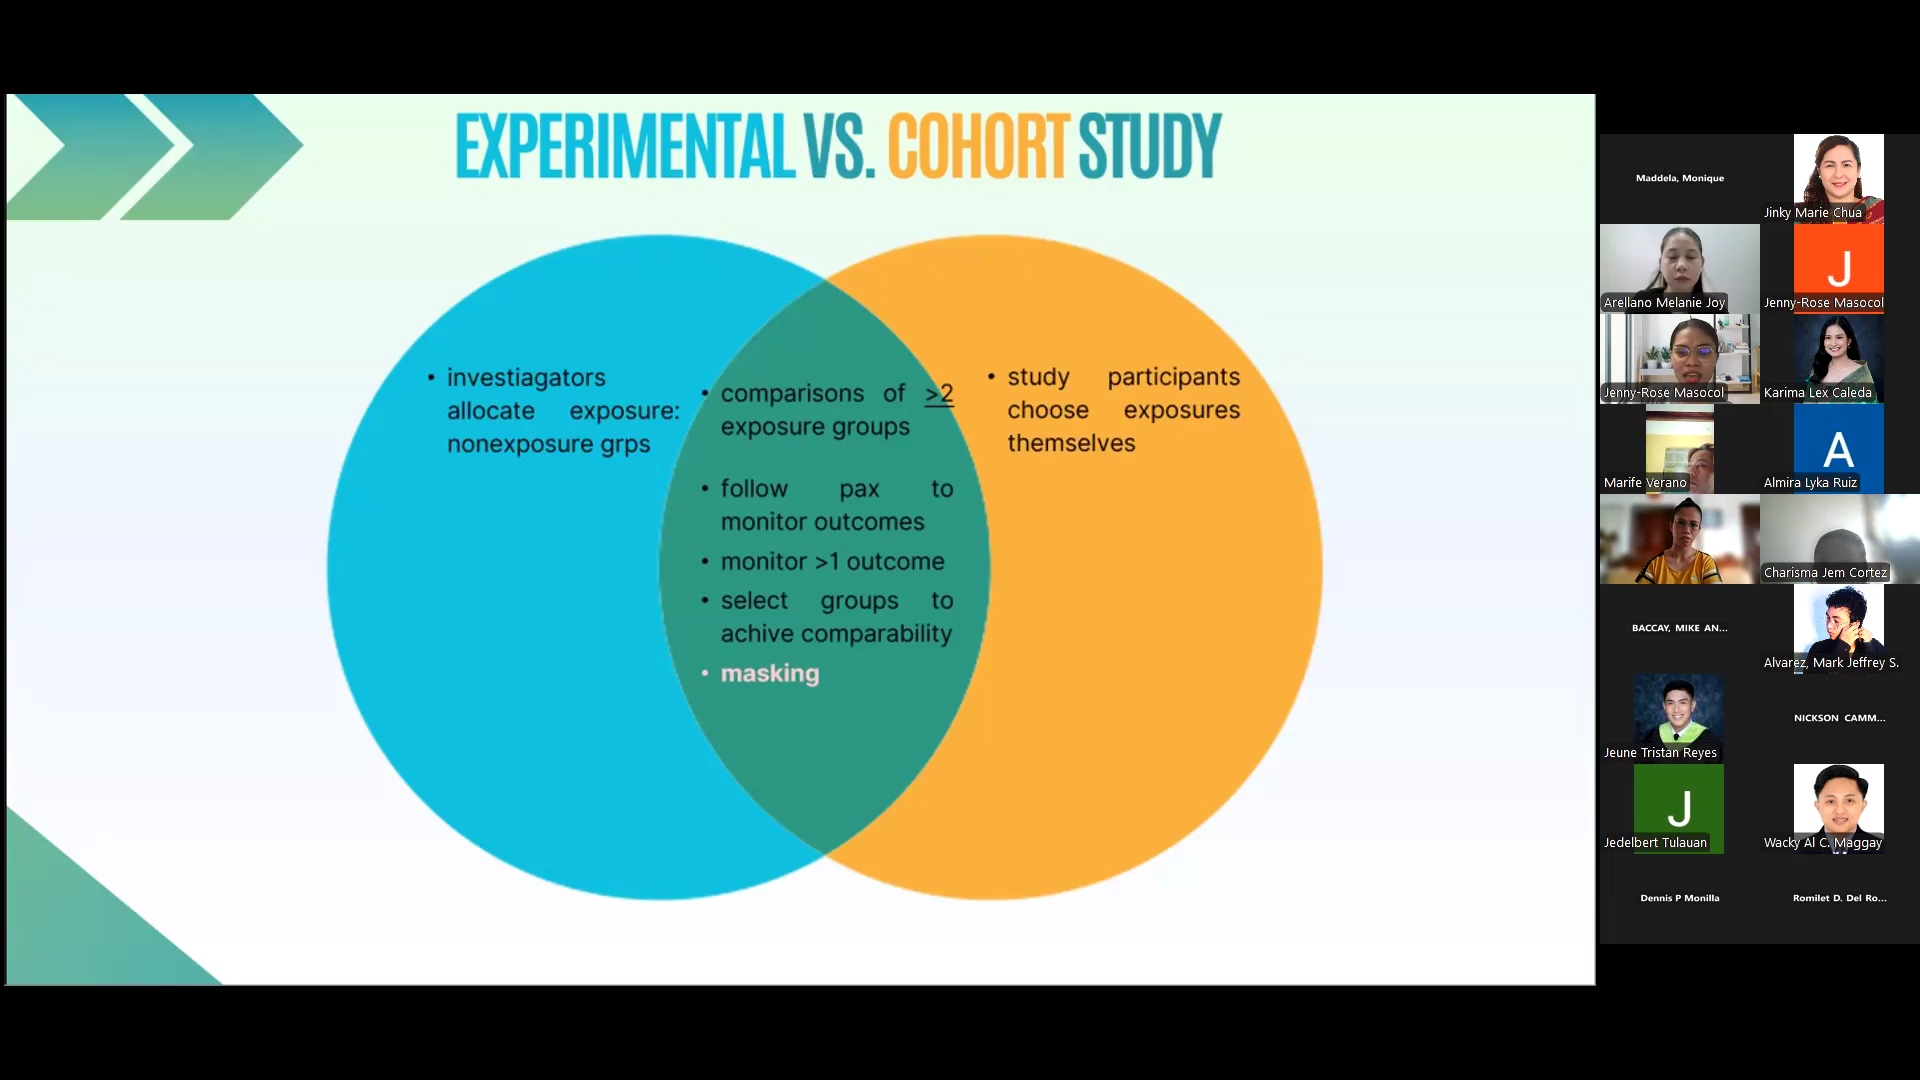 EXPERIMENTAL VS. COHORT STUDY
• investiagators
allocate exposure:
nonexposure grps
• comparisons of >2
exposure groups
• follow pax to
monitor outcomes
• monitor >1 outcome
• select groups to
achive comparability
• masking
• study participants
choose exposures
themselves
Maddela, Monique
Jinky Marie Chua
Arellano Melanie Joy
J
Jenny-Rose Masocol
Jenny-Rose Masocol
Karima Lex Caleda
Marife Verano
A
Almira Lyka Ruiz
Charisma Jem Cortez
BACCAY, MIKE AN...
Alvarez, Mark Jeffrey S.
Jeune Tristan Reyes
NICKSON CAMM...
J
Jedelbert Tulauan
Wacky Al C. Maggay
Dennis P Monilla
Romilet D. Del Ro...